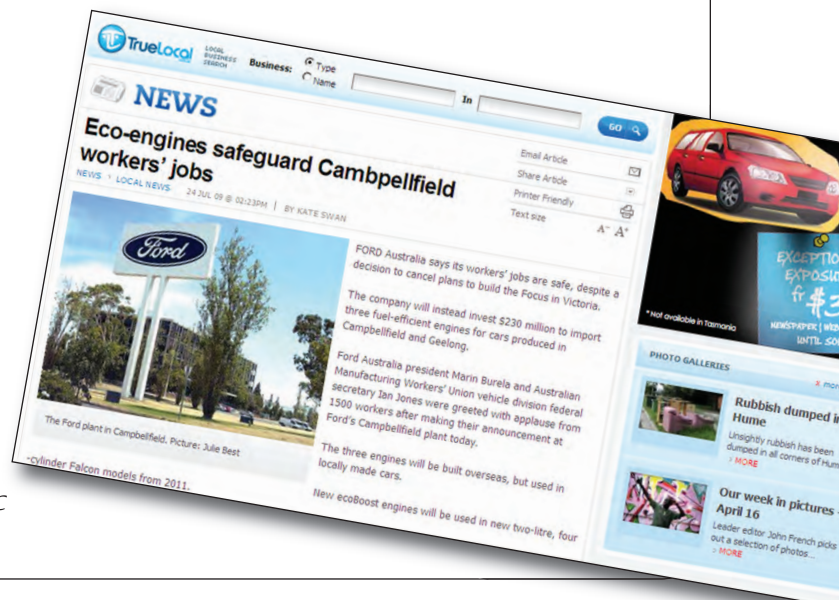 TrueLocal
LOCAL
BUSINESS
SEARCH
Business:
Type
Name
In
GO
NEWS
Eco-engines safeguard Cambpellfield
workers' jobs
NEWS › LOCAL NEWS 24 JUL 09 @ 02:23PM | BY KATE SWAN
Email Article
Share Article
Printer Friendly
Text size
A- A+
Ford
The Ford plant in Campbellfield. Picture: Julie Best
FORD Australia says its workers' jobs are safe, despite a
decision to cancel plans to build the Focus in Victoria.
The company will instead invest $230 million to import
three fuel-efficient engines for cars produced in
Campbellfield and Geelong.
Ford Australia president Marin Burela and Australian
Manufacturing Workers' Union vehicle division federal
secretary Ian Jones were greeted with applause from
1500 workers after making their announcement at
Ford's Campbellfield plant today.
The three engines will be built overseas, but used in
locally made cars.
New ecoBoost engines will be used in new two-litre, four
-cylinder Falcon models from 2011.
fr $3
*Not available in Tasmonia
UNTIL
PHOTO GALLERIES
Rubbish dumped in
Hume
Unsightly rubbish has been
dumped in all corners of Hum
» MORE
Our week in pictures -
April 16
Leader editor John French picks
out a selection of photos...
» MORE
c